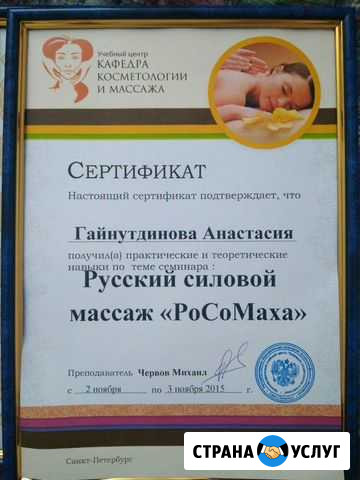 Учебный центр
КАФЕДРА
КОСМЕТОЛОГИИ
И МАССАЖА
СЕРТИФИКАТ
Настоящий сертификат подтверждает, что
Гайнутдинова Анастасия
получил(а) практические и теоретические
навыки по теме семинара :
Русский силовой
массаж «РоСоМаха»
Преподаватель Червов Михаил
с 2 ноября по 3 ноября 2015 г.
Санкт-Петербург
СТРАНА УСЛУГ